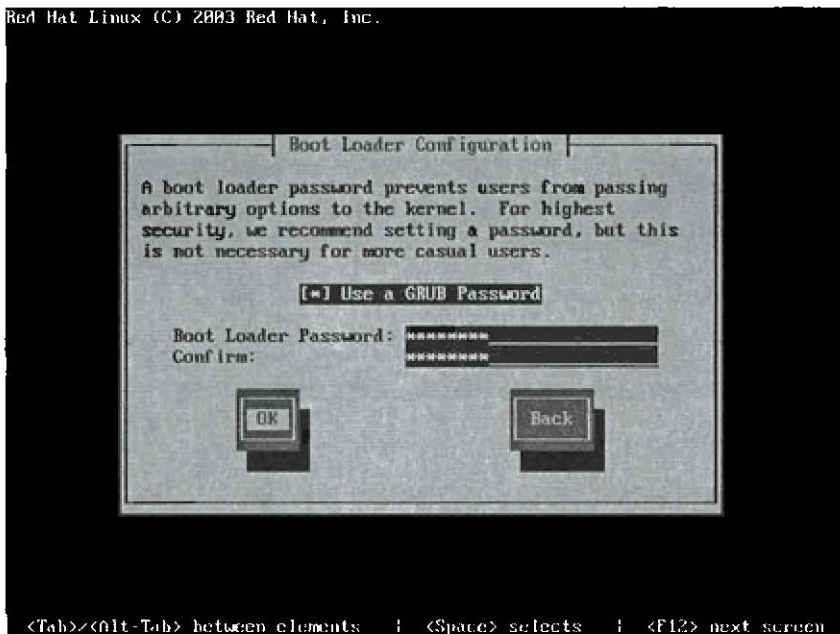 Red Hat Linux (C) 2003 Red Hat, Inc.
Boot Loader Configuration
A boot loader password prevents users from passing
arbitrary options to the kernel. For highest
security, we recommend setting a password, but this
is not necessary for more casual users.
[*] Use a GRUB Password
Boot Loader Password: ********
Confirm: ********
OK Back
<Tab>/<Alt-Tab> between elements | <Space> selects | <F12> next screen